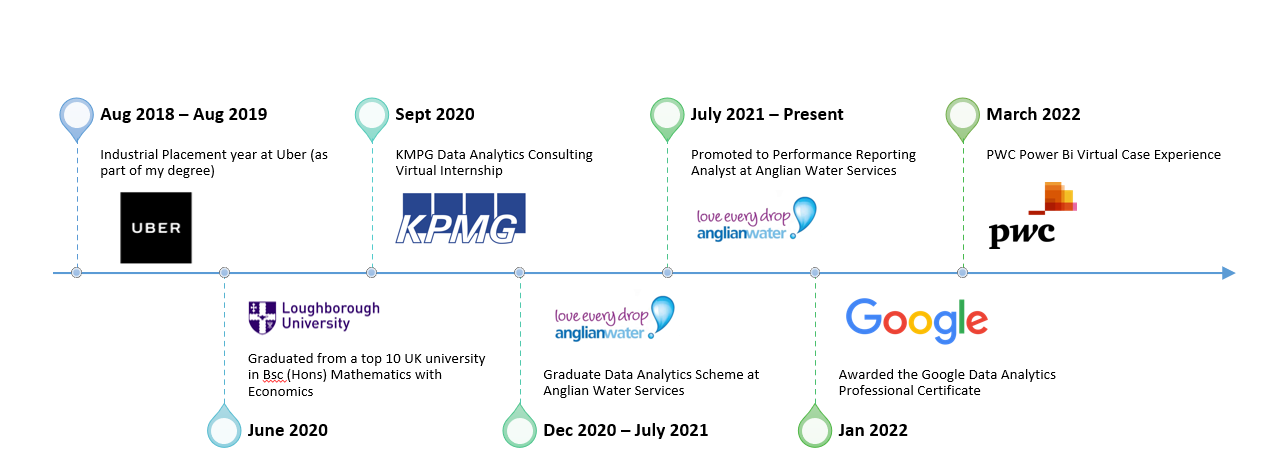 Aug 2018 – Aug 2019
Industrial Placement year at Uber (as
part of my degree)
UBER
Sept 2020
KMPG Data Analytics Consulting
Virtual Internship
KPMG
July 2021 – Present
Promoted to Performance Reporting
Analyst at Anglian Water Services
love every drop
anglianwater
March 2022
PWC Power Bi Virtual Case Experience
pwc
Loughborough
University
Graduated from a top 10 UK university
in Bsc (Hons) Mathematics with
Economics
June 2020
love every drop
anglianwater
Graduate Data Analytics Scheme at
Anglian Water Services
Dec 2020 – July 2021
Google
Awarded the Google Data Analytics
Professional Certificate
Jan 2022